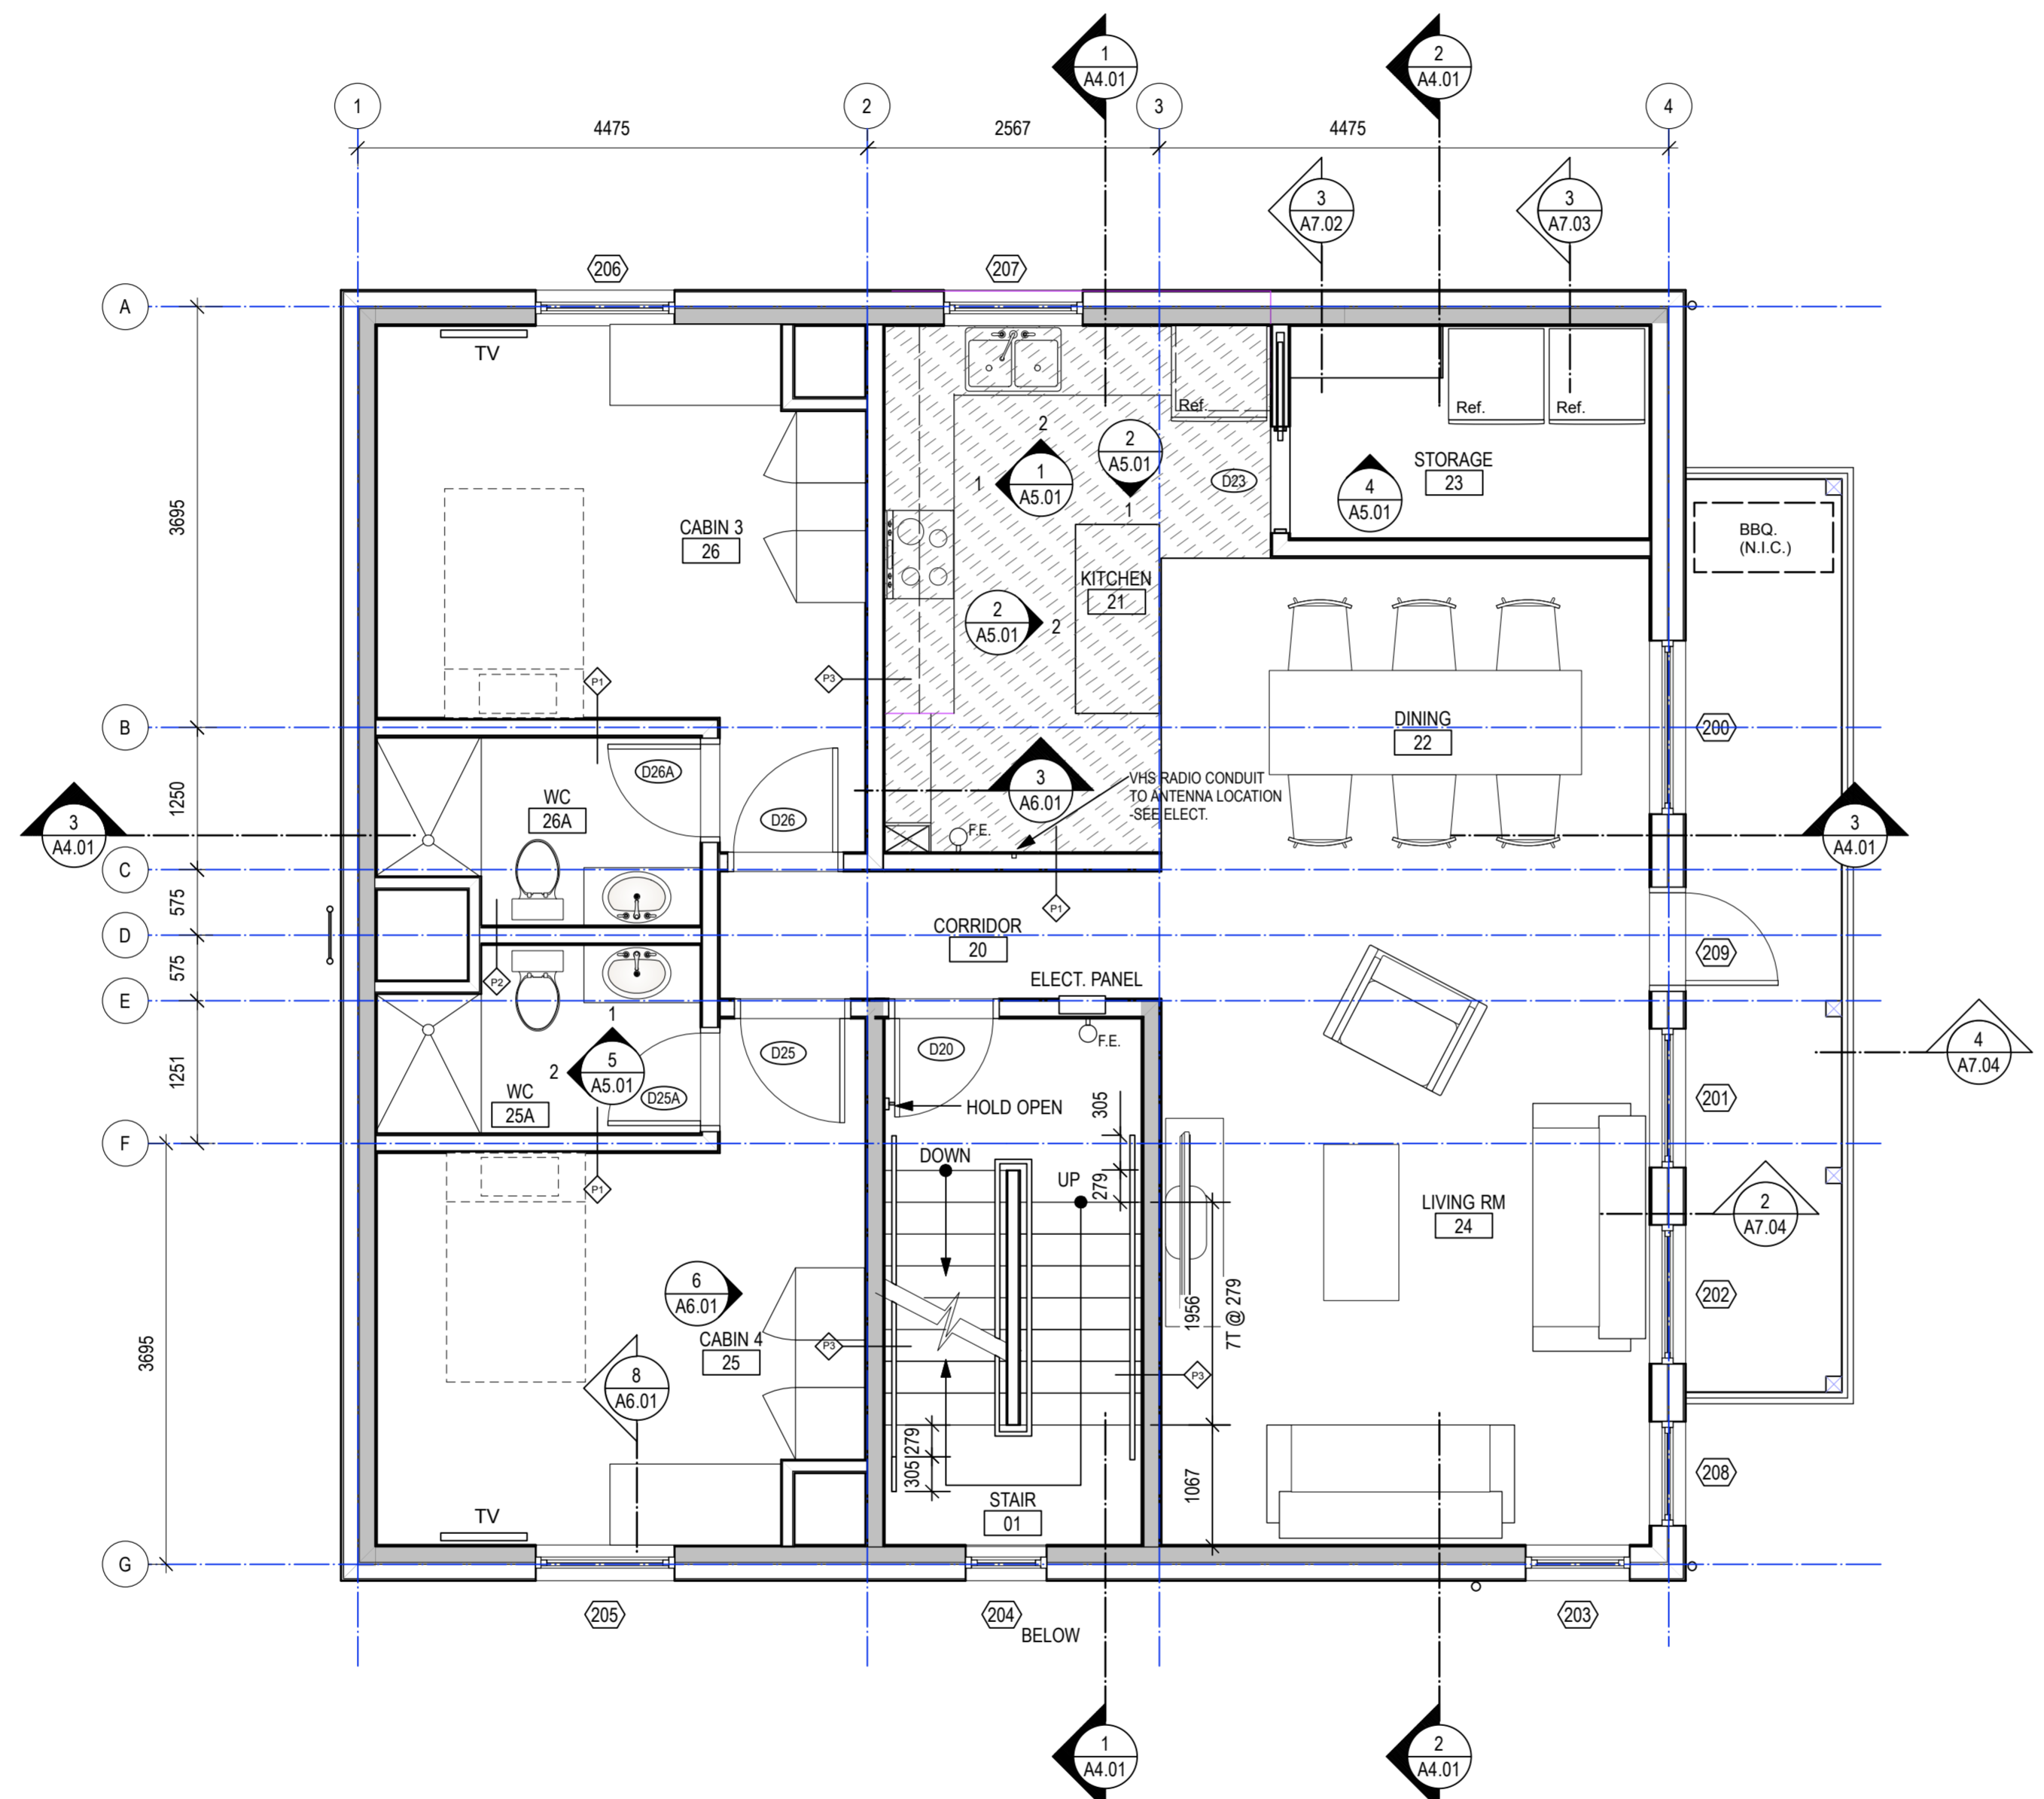 1
A4.01
2
A4.01
1
2
3
4
4475
2567
4475
3
A7.02
3
A7.03
206
207
A
TV
Ref.
Ref.
Ref.
2
1
1
A5.01
2
A5.01
1
D23
STORAGE
23
4
A5.01
3695
CABIN 3
26
BBQ.
(N.I.C.)
KITCHEN
21
2
A5.01
2
P1
P3
B
DINING
22
200
D26A
3
A6.01
VHS RADIO CONDUIT
TO ANTENNA LOCATION
-SEE ELECT.
1250
WC
26A
D26
F.E.
3
A4.01
3
A4.01
C
575
P1
D
CORRIDOR
20
209
575
P2
ELECT. PANEL
E
1
F.E.
D25
D20
2
5
A5.01
4
A7.04
1251
WC
25A
D25A
HOLD OPEN
305
201
F
DOWN
UP
279
P1
LIVING RM
24
2
A7.04
6
A6.01
1956
7T @ 279
202
3695
CABIN 4
25
P3
P3
8
A6.01
279
305
1067
208
TV
STAIR
01
G
205
204
BELOW
203
1
A4.01
2
A4.01